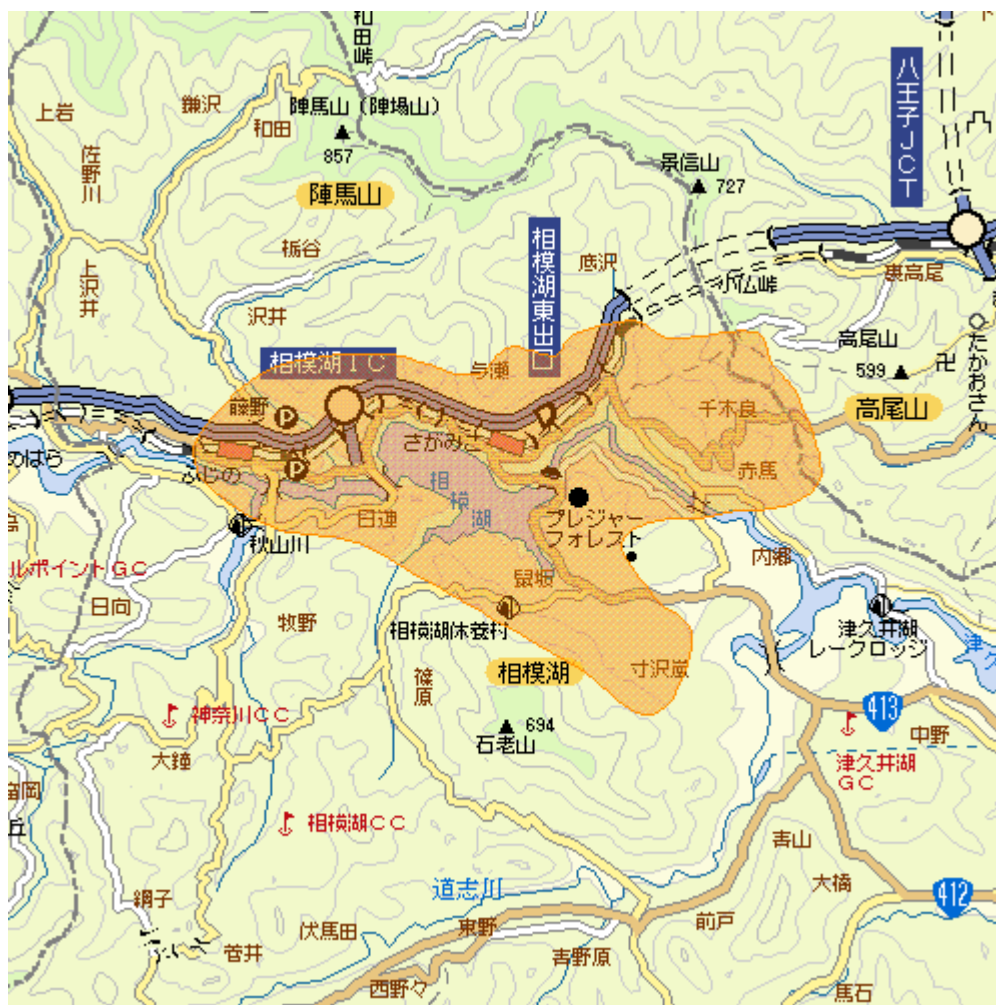 和田峠
鎌沢
上岩
和田
陣馬山（陣場山）
857
佐野川
陣馬山
景信山
727
八王子ＪＣＴ
栃谷
相模湖東出口
底沢
小仏峠
裏高尾
上沢井
沢井
高尾山
599
たかおさん
高尾山
相模湖ＩＣ
与瀬
藤野
千木良
さがみこ
ふじの
赤馬
相模湖
日連
プレジャー
フォレスト
秋山川
内郷
ルポイントＧＣ
鼠坂
日向
牧野
相模湖休養村
津久井湖
レークロッジ
篠原
相模湖
寸沢嵐
神奈川ＣＣ
694
石老山
413
中野
大鐘
津久井湖
ＧＣ
相模湖ＣＣ
青山
大橋
道志川
412
綱子
伏馬田
東野
前戸
菅井
青野原
西野々
馬石